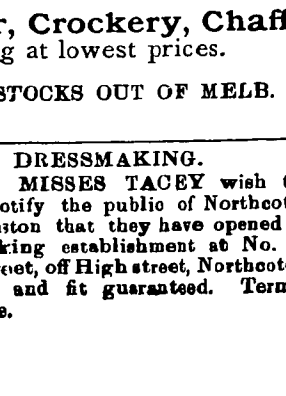 r, Crockery, Chaff
g at lowest prices.
STOCKS OUT OF MELB.
DRESSMAKING.
MISSES TACEY wish t
otify the public of Northcot
ston that they have opened
king establishment at No.
reet, off High street, Northcot
and fit guaranteed. Term
e.